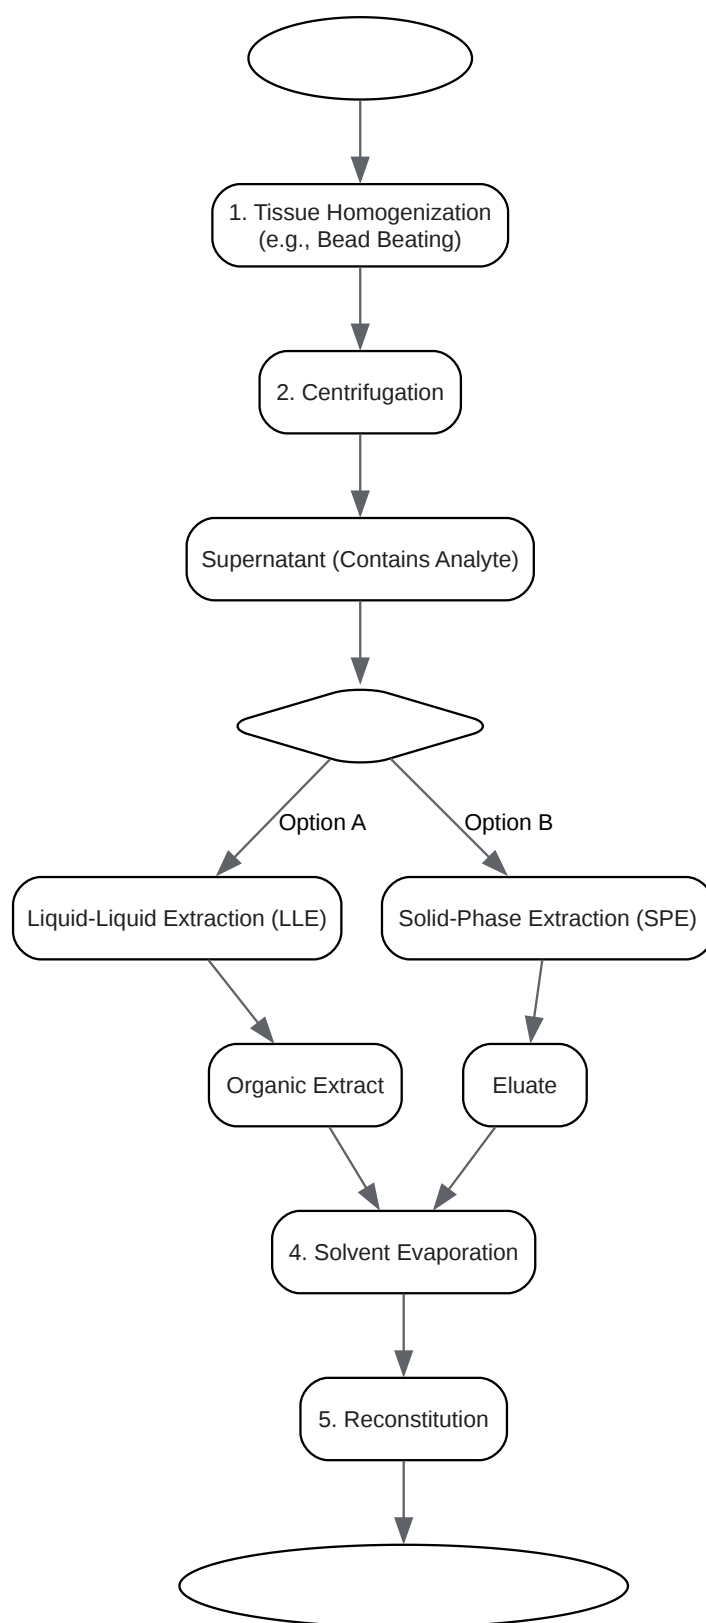 1. Tissue Homogenization
(e.g., Bead Beating)
2. Centrifugation
Supernatant (Contains Analyte)
Option A
Option B
Liquid-Liquid Extraction (LLE)
Solid-Phase Extraction (SPE)
Organic Extract
Eluate
4. Solvent Evaporation
5. Reconstitution